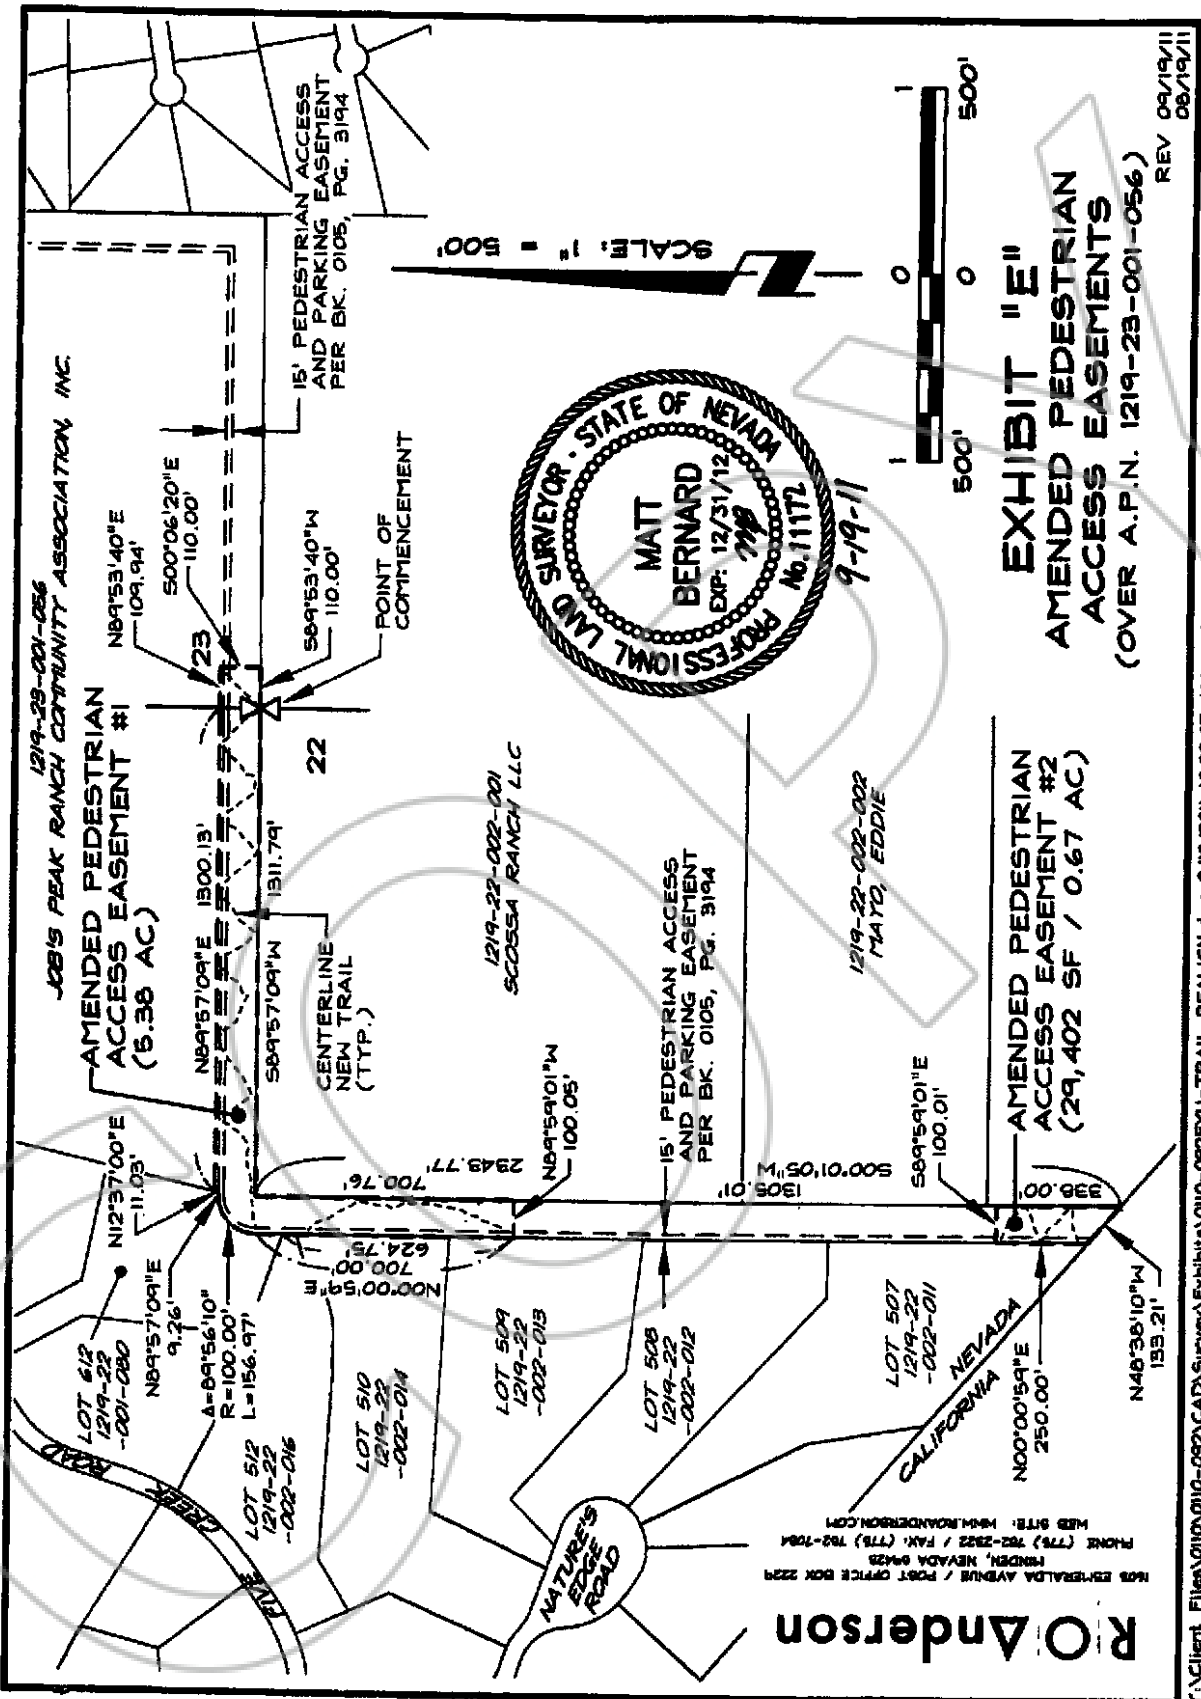 1219-23-001-056
JOB'S PEAK RANCH COMMUNITY ASSOCIATION, INC.
AMENDED PEDESTRIAN
ACCESS EASEMENT #1
(5.38 AC)
N89°53'40"E
109.94'
S00°06'20"E
110.00'
23
22
S89°53'40"W
110.00'
POINT OF
COMMENCEMENT
15' PEDESTRIAN ACCESS
AND PARKING EASEMENT
PER BK. 0105, PG. 3194
N89°57'09"E 1300.13'
S89°57'09"W 1311.79'
CENTERLINE
NEW TRAIL
(TYP.)
N12°37'00"E
11.03'
N89°57'09"E
9.26'
Δ=89°56'10"
R=100.00'
L=156.97'
LOT 612
1219-22
-001-080
LOT 512
1219-22
-002-016
LOT 510
1219-22
-002-014
LOT 509
1219-22
-002-013
LOT 508
1219-22
-002-012
LOT 507
1219-22
-002-011
FIVE CREEK ROAD
NATURE'S
EDGE
ROAD
N00°00'59"E
700.00'
624.75'
700.76'
2343.77'
N89°59'01"W
100.05'
1219-22-002-001
SCOSSA RANCH LLC
15' PEDESTRIAN ACCESS
AND PARKING EASEMENT
PER BK. 0105, PG. 3194
1305.01'
S00°01'05"W
1219-22-002-002
MAYO, EDDIE
S89°59'01"E
100.01'
AMENDED PEDESTRIAN
ACCESS EASEMENT #2
(29,402 SF / 0.67 AC)
338.00'
N00°00'59"E
250.00'
N48°38'10"W
133.21'
NEVADA
CALIFORNIA
SCALE: 1" = 500'
PROFESSIONAL LAND SURVEYOR - STATE OF NEVADA
MATT
BERNARD
EXP: 12/31/12
MB
No. 11172
9-19-11
500' 0 500'
EXHIBIT "E"
AMENDED PEDESTRIAN
ACCESS EASEMENTS
(OVER A.P.N. 1219-23-001-056)
REV 09/19/11
08/19/11
RO Anderson
1603 ESMERALDA AVENUE / POST OFFICE BOX 2229
MINDEN, NEVADA 89423
PHONE (775) 782-2322 / FAX: (775) 782-7084
WEB SITE: WWW.ROANDERSON.COM
COPY